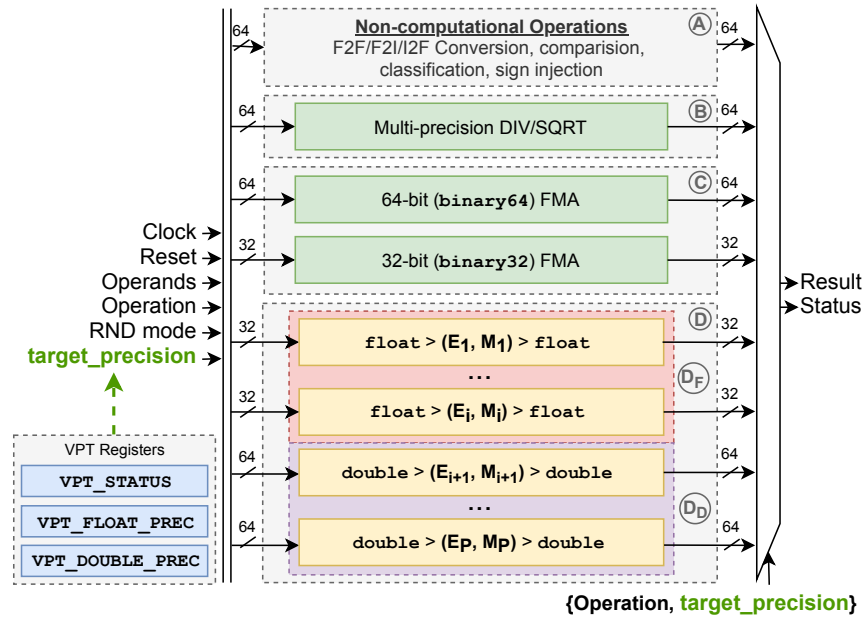 Non-computational Operations
F2F/F2I/I2F Conversion, comparision,
classification, sign injection
A
64
64
Multi-precision DIV/SQRT
B
64
64
64-bit (binary64) FMA
C
64
64
32-bit (binary32) FMA
32
32
Clock
Reset
Operands
Operation
RND mode
target_precision
Result
Status
D
float > (E1, M1) > float
32
32
...
DF
float > (Ei, Mi) > float
32
32
double > (Ei+1, Mi+1) > double
64
64
...
DD
double > (EP, MP) > double
64
64
VPT Registers
VPT_STATUS
VPT_FLOAT_PREC
VPT_DOUBLE_PREC
{Operation, target_precision}